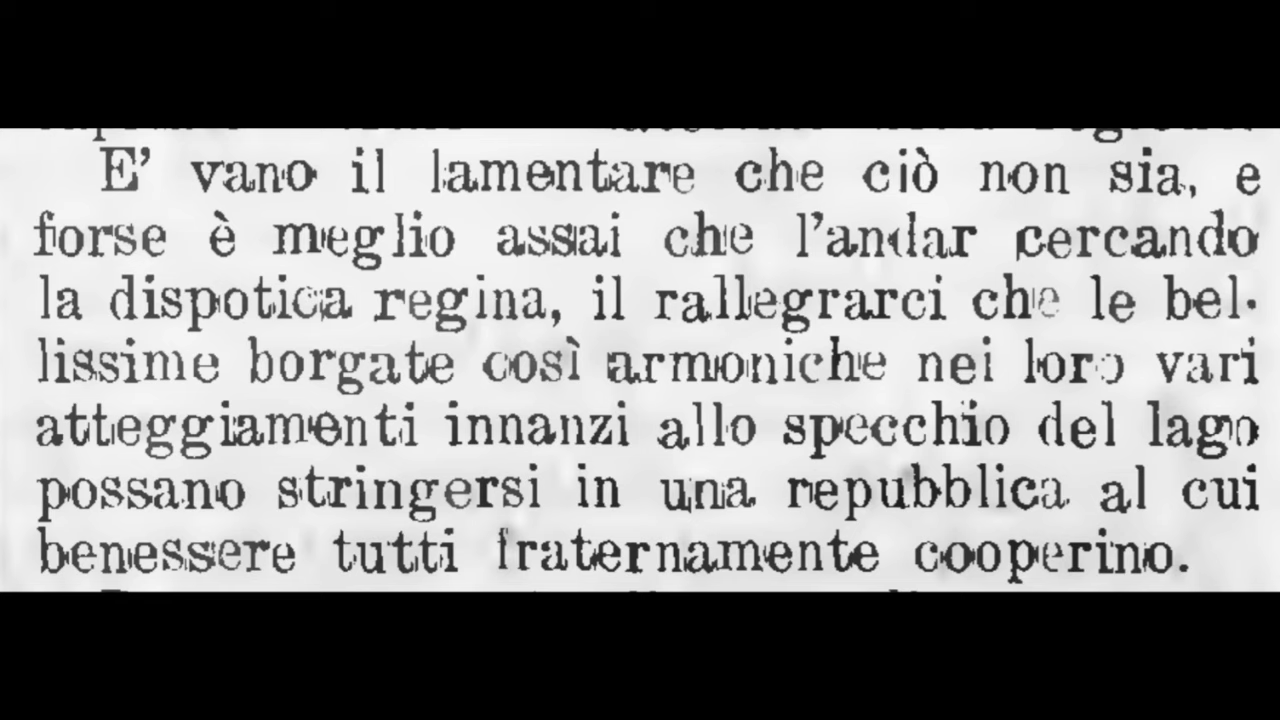 E' vano il lamentare che ciò non sia, e
forse è meglio assai che l'andar cercando
la dispotica regina, il rallegrarci che le bel-
lissime borgate così armoniche nei loro vari
atteggiamenti innanzi allo specchio del lago
possano stringersi in una repubblica al cui
benessere tutti fraternamente cooperino.